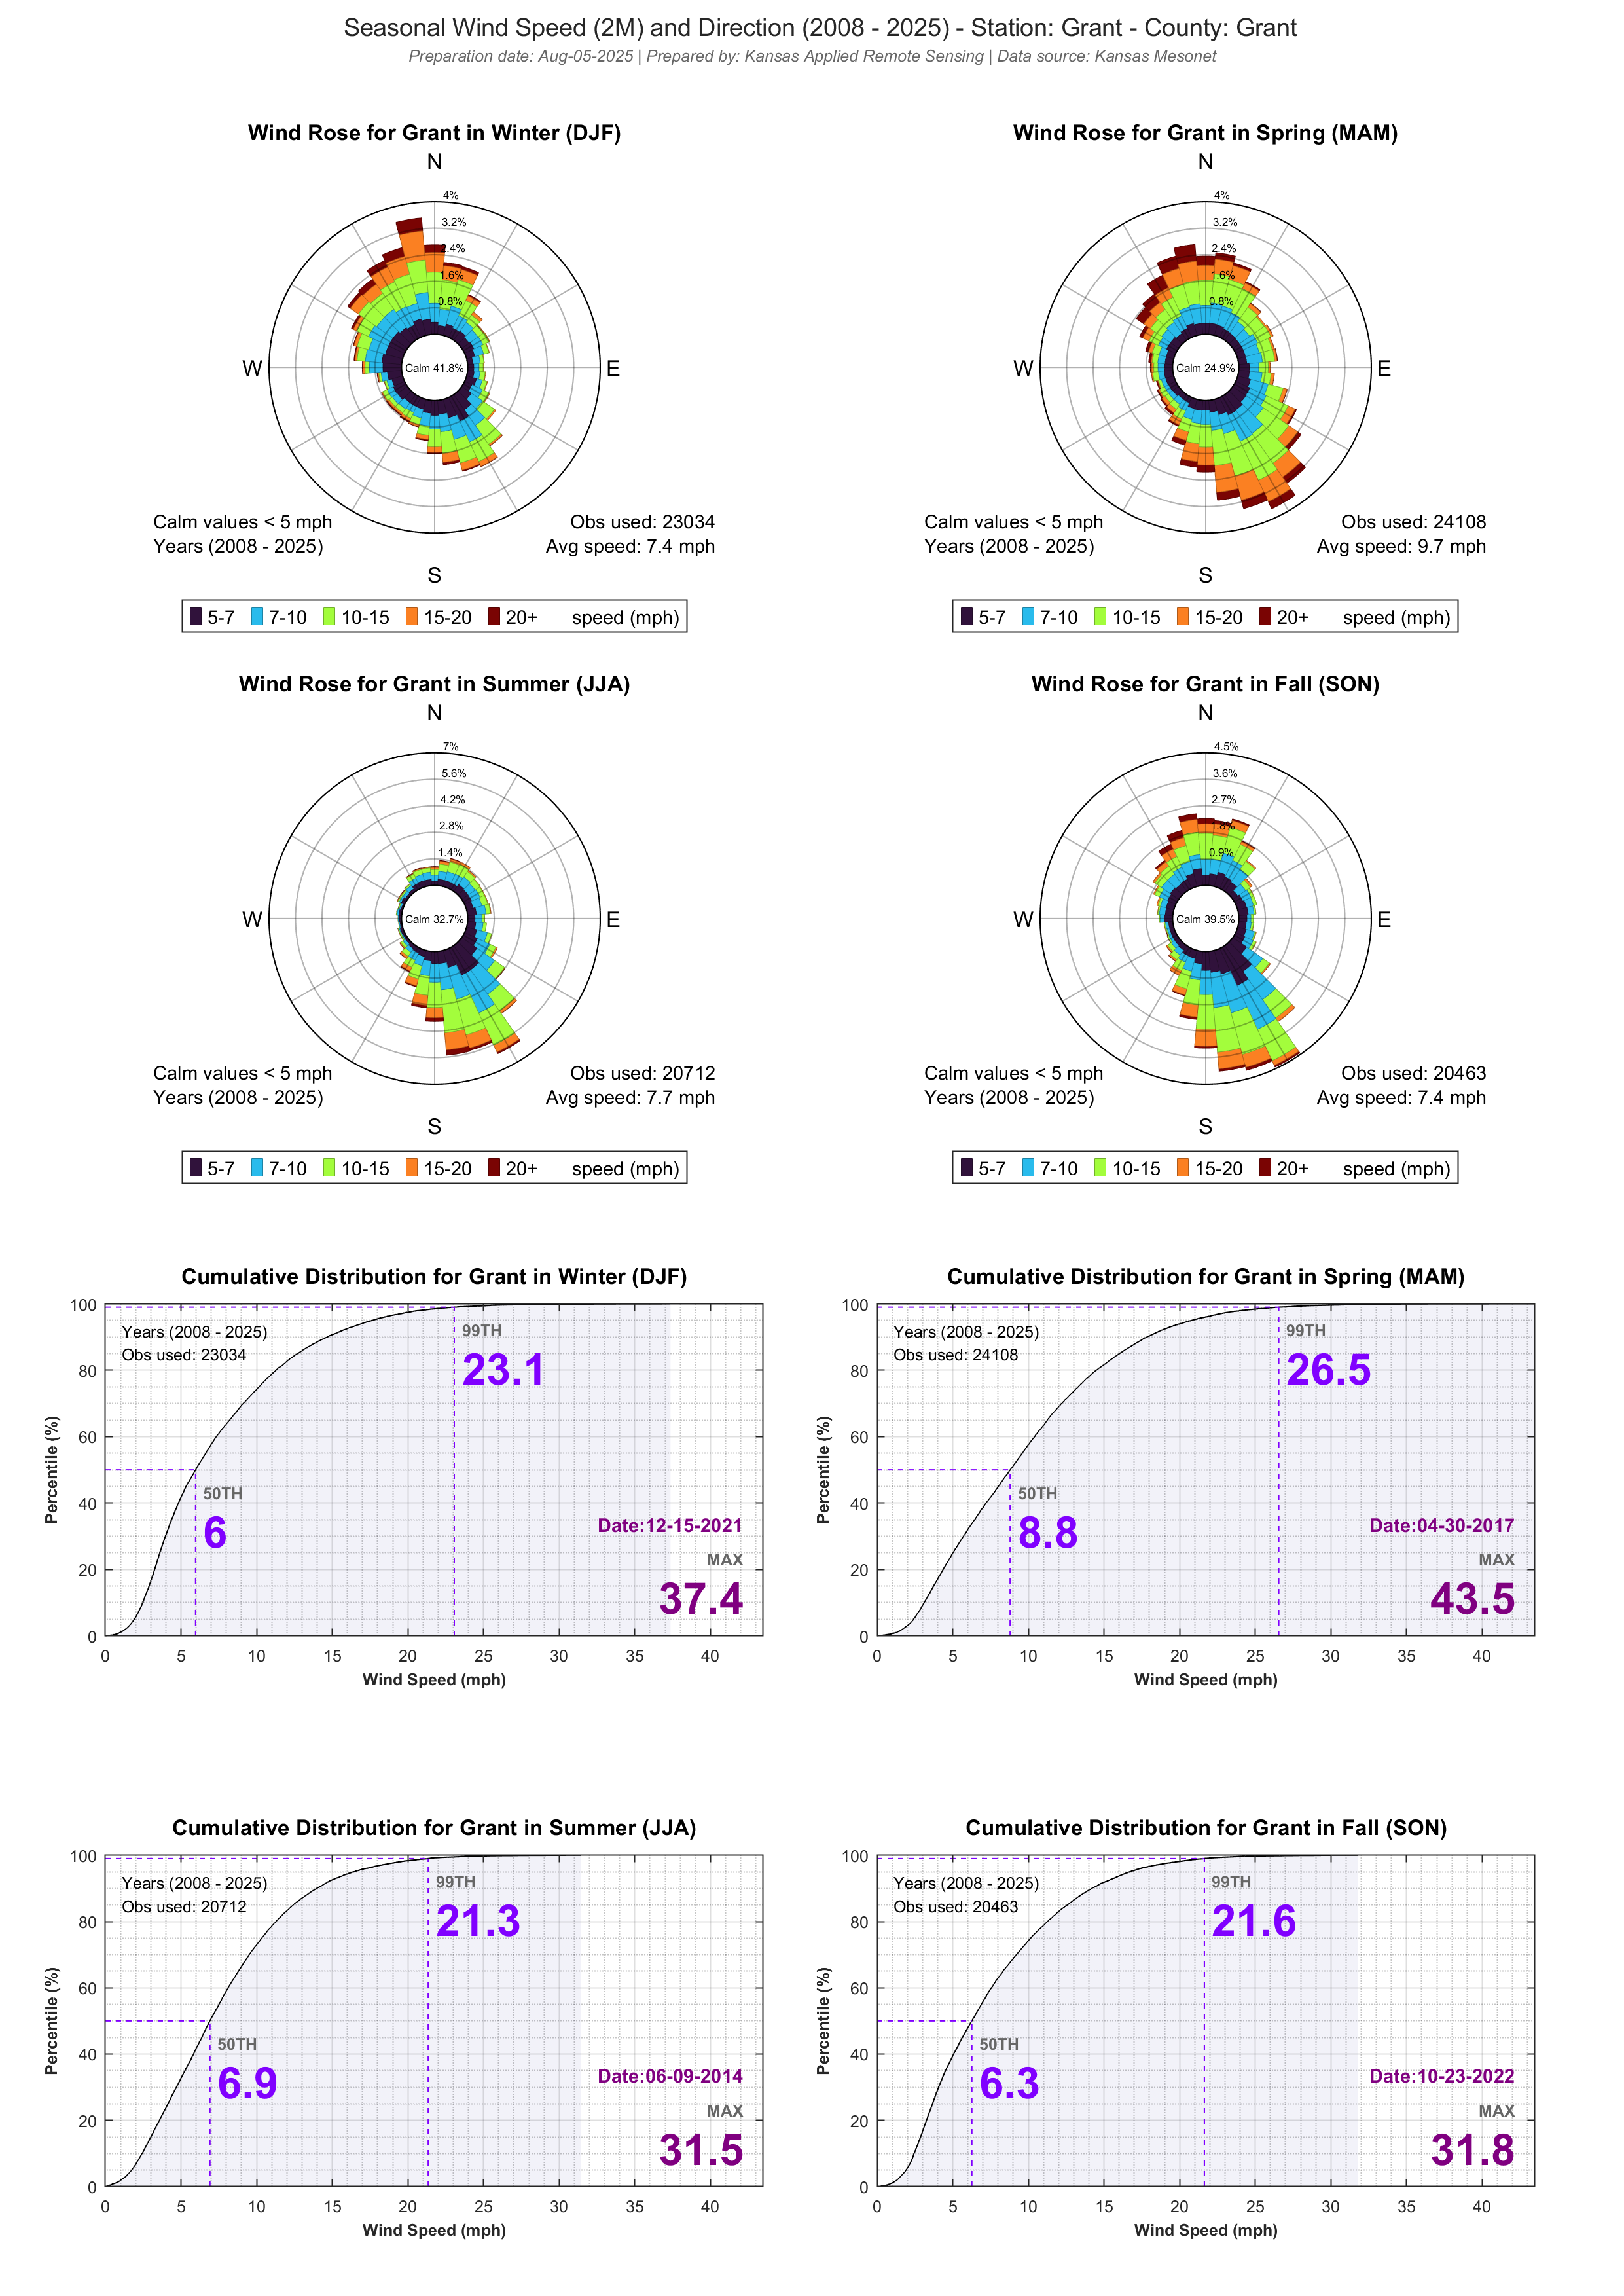 Seasonal Wind Speed (2M) and Direction (2008 - 2025) - Station: Grant - County: Grant
Preparation date: Aug-05-2025 | Prepared by: Kansas Applied Remote Sensing | Data source: Kansas Mesonet
Wind Rose for Grant in Winter (DJF)
N
4%
3.2%
2.4%
1.6%
0.8%
W
Calm 41.8%
E
Calm values < 5 mph
Years (2008 - 2025)
Obs used: 23034
Avg speed: 7.4 mph
S
5-7 7-10 10-15 15-20 20+ speed (mph)
Wind Rose for Grant in Spring (MAM)
N
4%
3.2%
2.4%
1.6%
0.8%
W
Calm 24.9%
E
Calm values < 5 mph
Years (2008 - 2025)
Obs used: 24108
Avg speed: 9.7 mph
S
5-7 7-10 10-15 15-20 20+ speed (mph)
Wind Rose for Grant in Summer (JJA)
N
7%
5.6%
4.2%
2.8%
1.4%
W
Calm 32.7%
E
Calm values < 5 mph
Years (2008 - 2025)
Obs used: 20712
Avg speed: 7.7 mph
S
5-7 7-10 10-15 15-20 20+ speed (mph)
Wind Rose for Grant in Fall (SON)
N
4.5%
3.6%
2.7%
1.8%
0.9%
W
Calm 39.5%
E
Calm values < 5 mph
Years (2008 - 2025)
Obs used: 20463
Avg speed: 7.4 mph
S
5-7 7-10 10-15 15-20 20+ speed (mph)
Cumulative Distribution for Grant in Winter (DJF)
100
80
60
40
20
0
Percentile (%)
Years (2008 - 2025)
Obs used: 23034
99TH
23.1
50TH
6
Date:12-15-2021
MAX
37.4
0 5 10 15 20 25 30 35 40
Wind Speed (mph)
Cumulative Distribution for Grant in Spring (MAM)
100
80
60
40
20
0
Percentile (%)
Years (2008 - 2025)
Obs used: 24108
99TH
26.5
50TH
8.8
Date:04-30-2017
MAX
43.5
0 5 10 15 20 25 30 35 40
Wind Speed (mph)
Cumulative Distribution for Grant in Summer (JJA)
100
80
60
40
20
0
Percentile (%)
Years (2008 - 2025)
Obs used: 20712
99TH
21.3
50TH
6.9
Date:06-09-2014
MAX
31.5
0 5 10 15 20 25 30 35 40
Wind Speed (mph)
Cumulative Distribution for Grant in Fall (SON)
100
80
60
40
20
0
Percentile (%)
Years (2008 - 2025)
Obs used: 20463
99TH
21.6
50TH
6.3
Date:10-23-2022
MAX
31.8
0 5 10 15 20 25 30 35 40
Wind Speed (mph)